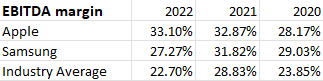 EBITDA margin 2022 2021 2020
Apple 33.10% 32.87% 28.17%
Samsung 27.27% 31.82% 29.03%
Industry Average 22.70% 28.83% 23.85%